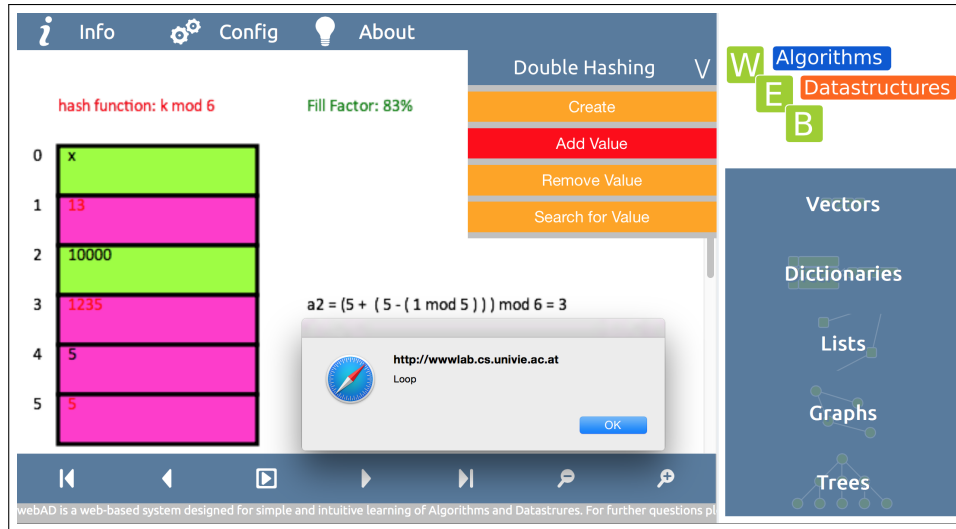 Info Config About
Double Hashing V
W Algorithms
E Datastructures
B
hash function: k mod 6 Fill Factor: 83%
Create
Add Value
Remove Value
Search for Value
0 x
1 13
2 10000
3 1235
4 5
5 5
a2 = (5 + ( 5 - ( 1 mod 5 ) ) ) mod 6 = 3
http://wwwlab.cs.univie.ac.at
Loop
OK
Vectors
Dictionaries
Lists
Graphs
Trees
webAD is a web-based system designed for simple and intuitive learning of Algorithms and Datastrures. For further questions pl